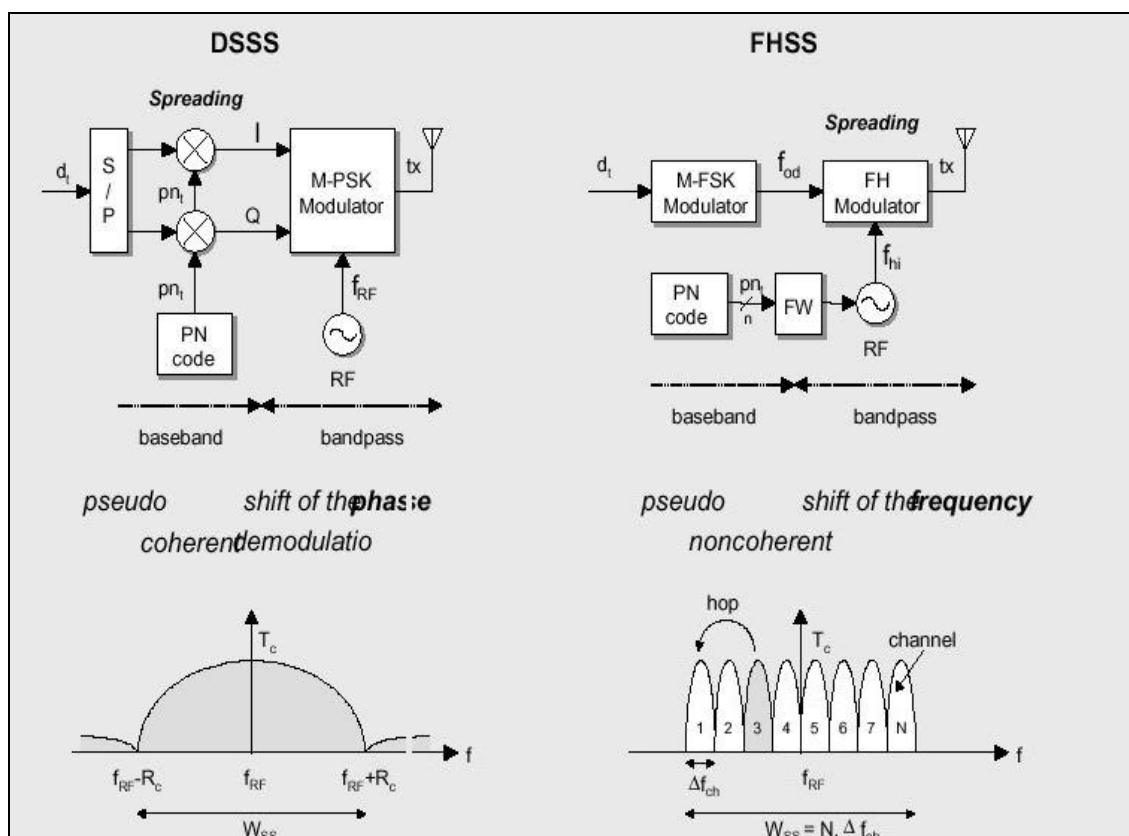 DSSS
Spreading
d_t
S
/
P
pn_t
I
Q
pn_t
PN
code
M-PSK
Modulator
tx
f_RF
RF
baseband
bandpass
pseudo shift of the phase
coherent demodulatio
T_c
f
f_RF-R_c
f_RF
f_RF+R_c
W_SS
FHSS
Spreading
d_t
M-FSK
Modulator
f_od
FH
Modulator
tx
f_hi
PN
code
pn_t
n
FW
RF
baseband
bandpass
pseudo shift of the frequency
noncoherent
hop
T_c
channel
1 2 3 4 5 6 7 N
f
Δf_ch
f_RF
W_SS = N. Δ f_ch